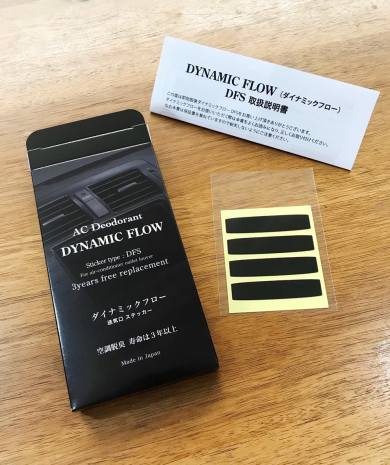 DYNAMIC FLOW (ダイナミックフロー)
DFS 取扱説明書
AC Deodorant
DYNAMIC FLOW
Sticker type : DFS
For air-conditioner outlet louver
3years free replacement
ダイナミックフロー
送風口 ステッカー
空調脱臭 寿命は3年以上
Made in Japan